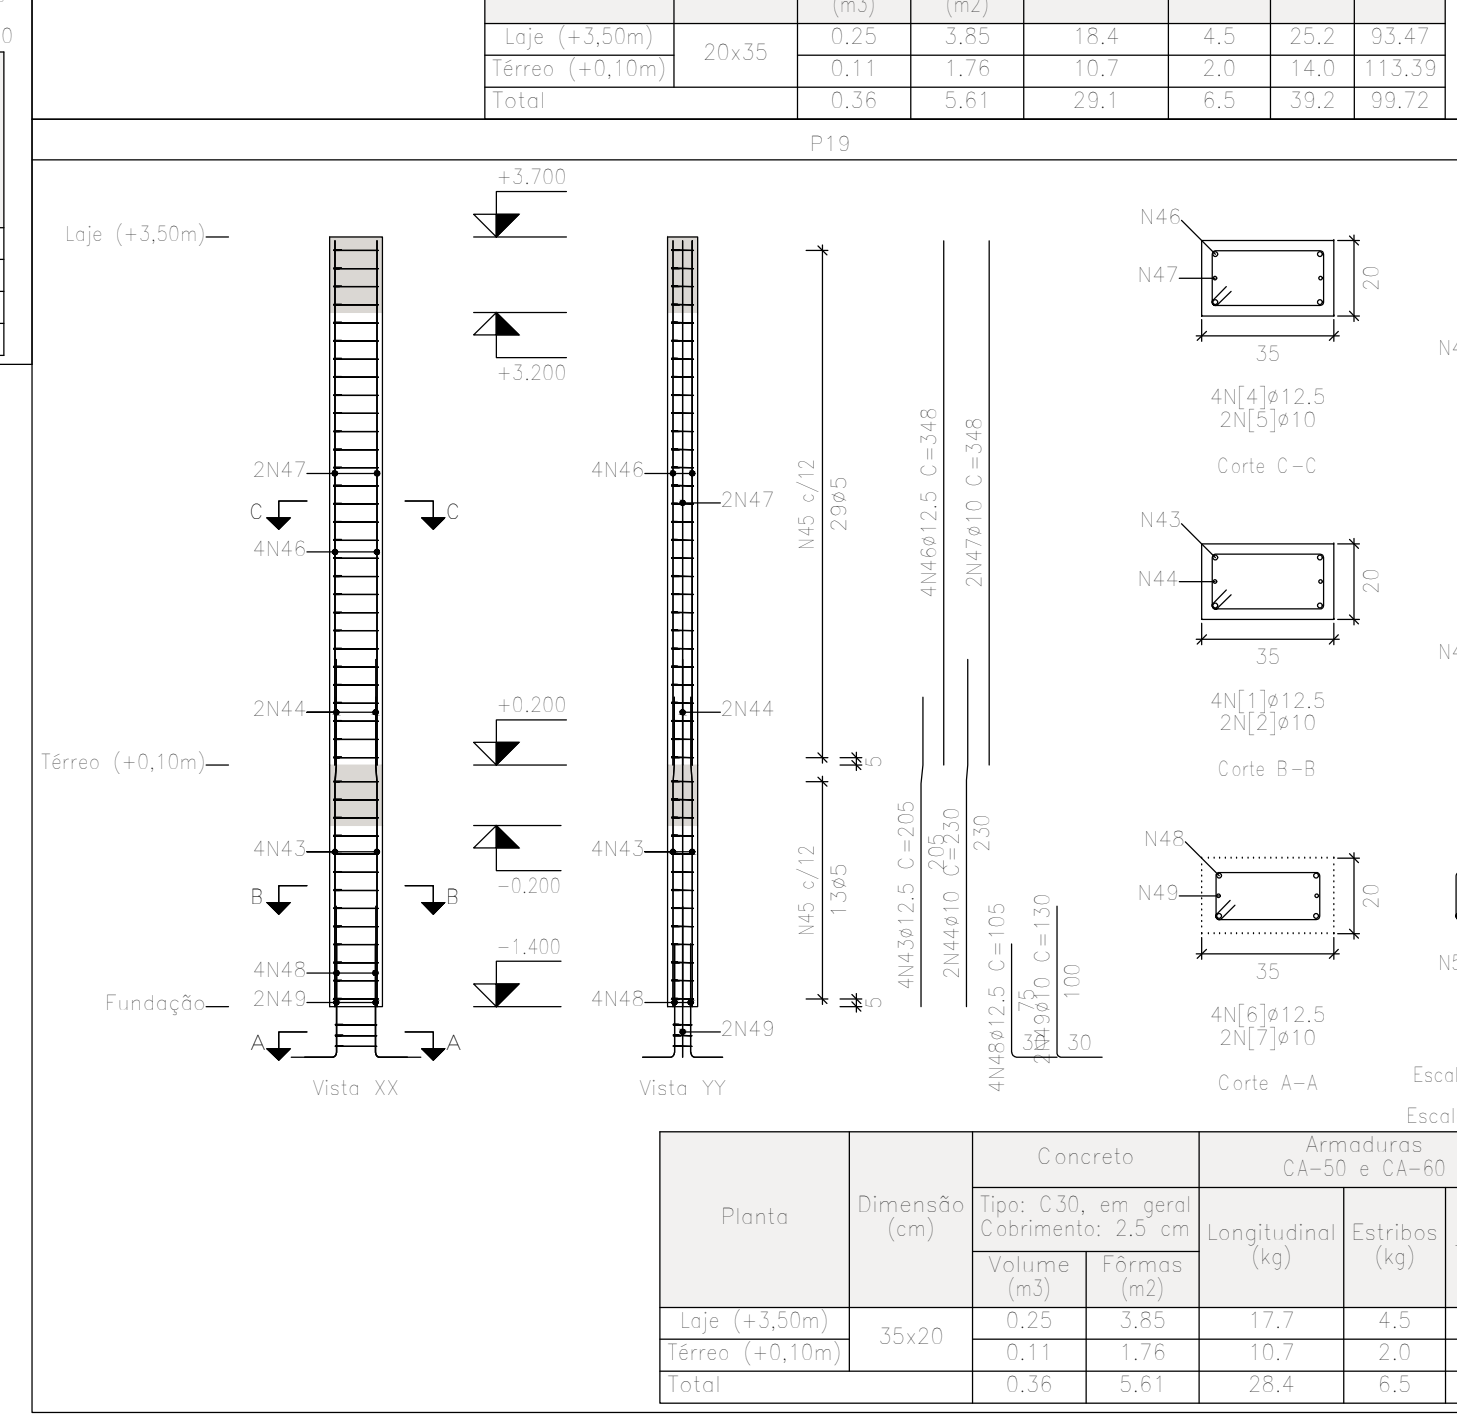 (m3) (m2)
Laje (+3,50m) 20x35 0.25 3.85 18.4 4.5 25.2 93.47
Térreo (+0,10m) 0.11 1.76 10.7 2.0 14.0 113.39
Total 0.36 5.61 29.1 6.5 39.2 99.72
P19
Laje (+3,50m)
Térreo (+0,10m)
Fundação
2N47
C C
4N46
2N44
4N43
B B
4N48
2N49
A A
Vista XX
+3.700
+3.200
+0.200
-0.200
-1.400
4N46
2N47
2N44
4N43
4N48
2N49
Vista YY
N45 c/12
29ø5
5
N45 c/12
13ø5
5
4N46ø12.5 C=348
2N47ø10 C=348
4N43ø12.5 C=205
205
2N44ø10 C=230
230
4N48ø12.5 C=105
75
30
2N49ø10 C=130
100
30
N46
N47
20
35
4N[4]ø12.5
2N[5]ø10
Corte C-C
N43
N44
20
35
4N[1]ø12.5
2N[2]ø10
Corte B-B
N48
N49
20
35
4N[6]ø12.5
2N[7]ø10
Corte A-A
Escal
Escal
Planta
Dimensão
(cm)
Concreto
Tipo: C30, em geral
Cobrimento: 2.5 cm
Volume
(m3)
Fôrmas
(m2)
Armaduras
CA-50 e CA-60
Longitudinal
(kg)
Estribos
(kg)
Laje (+3,50m) 35x20 0.25 3.85 17.7 4.5
Térreo (+0,10m) 0.11 1.76 10.7 2.0
Total 0.36 5.61 28.4 6.5